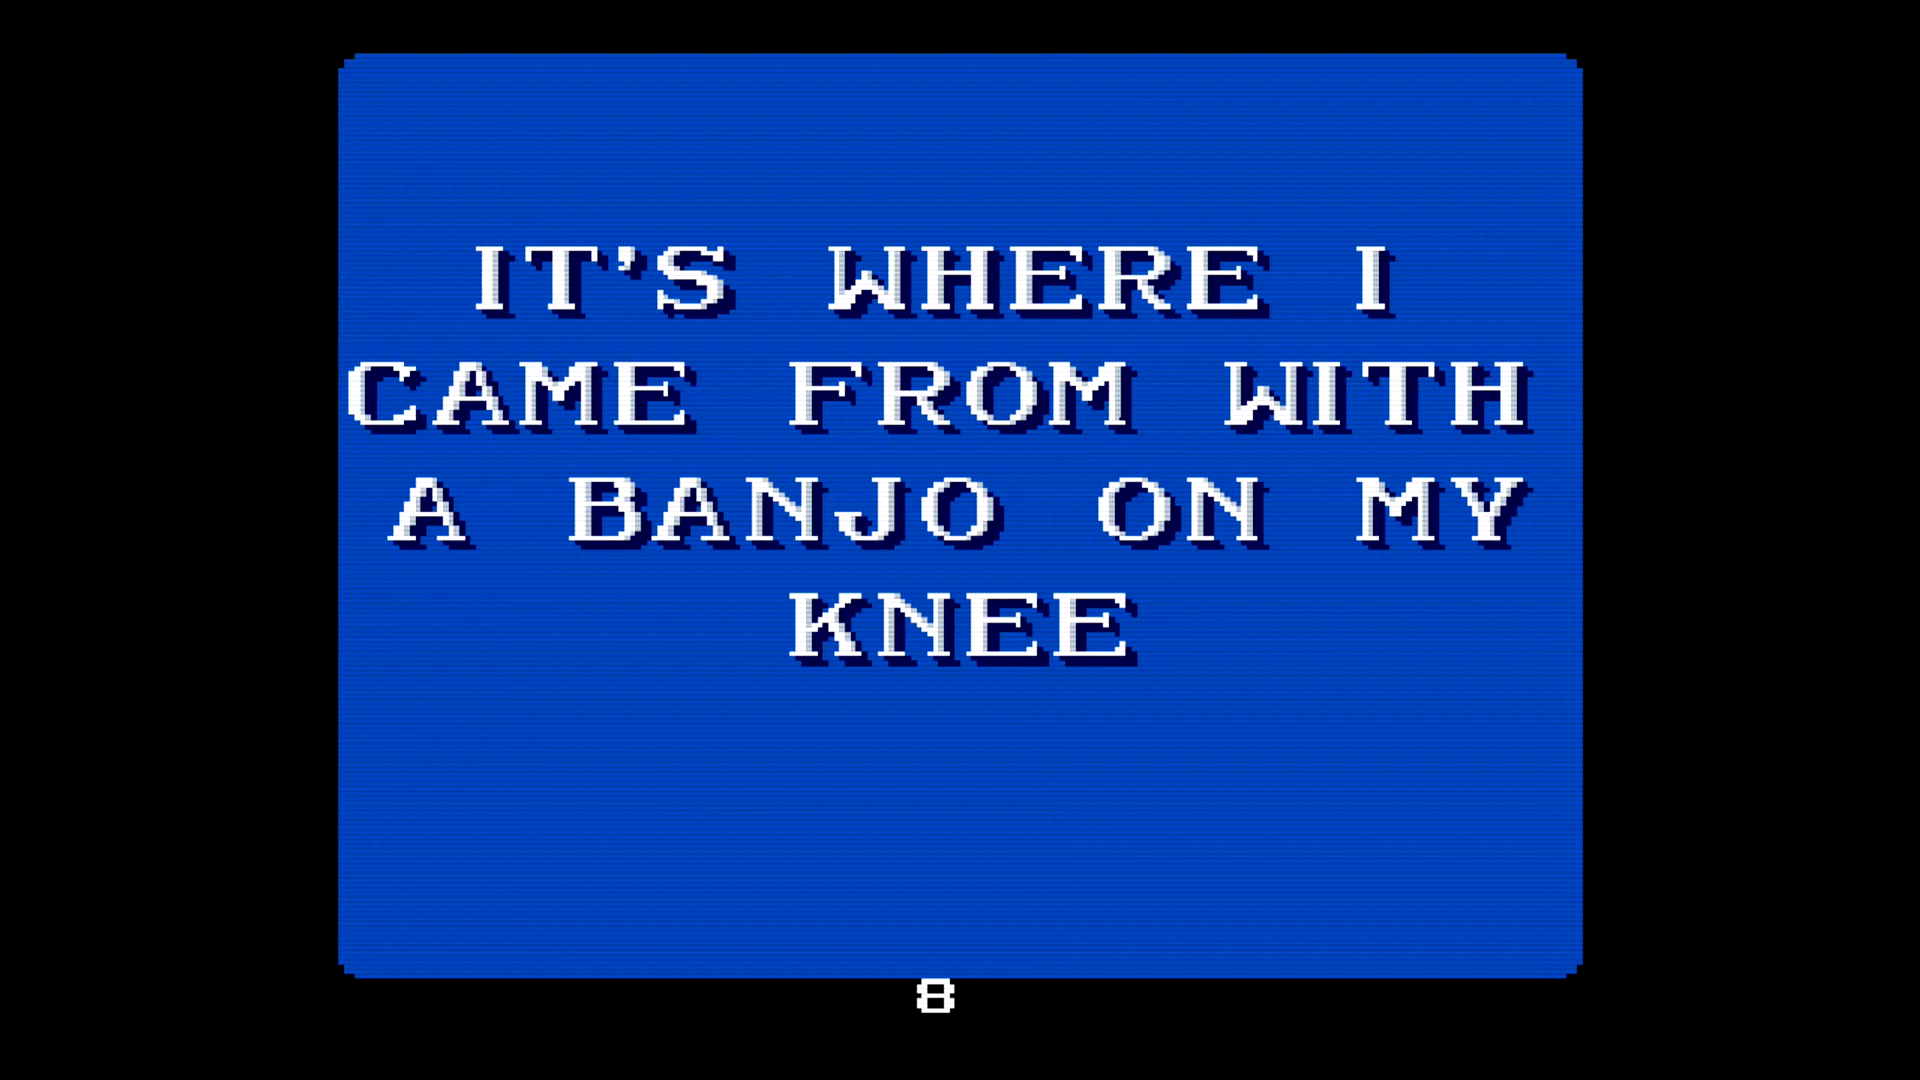 IT'S WHERE I
CAME FROM WITH
A BANJO ON MY
KNEE
8